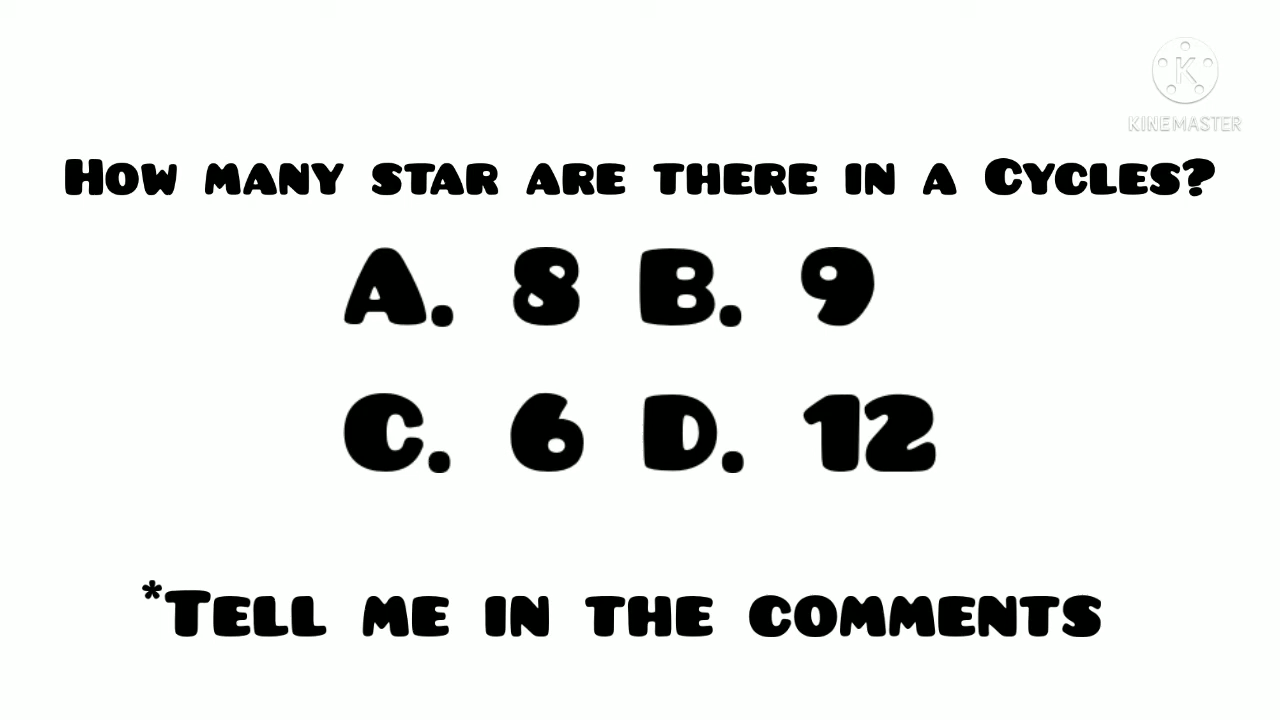 KINEMASTER
How many star are there in a Cycles?
A. 8 B. 9
C. 6 D. 12
*Tell me in the comments